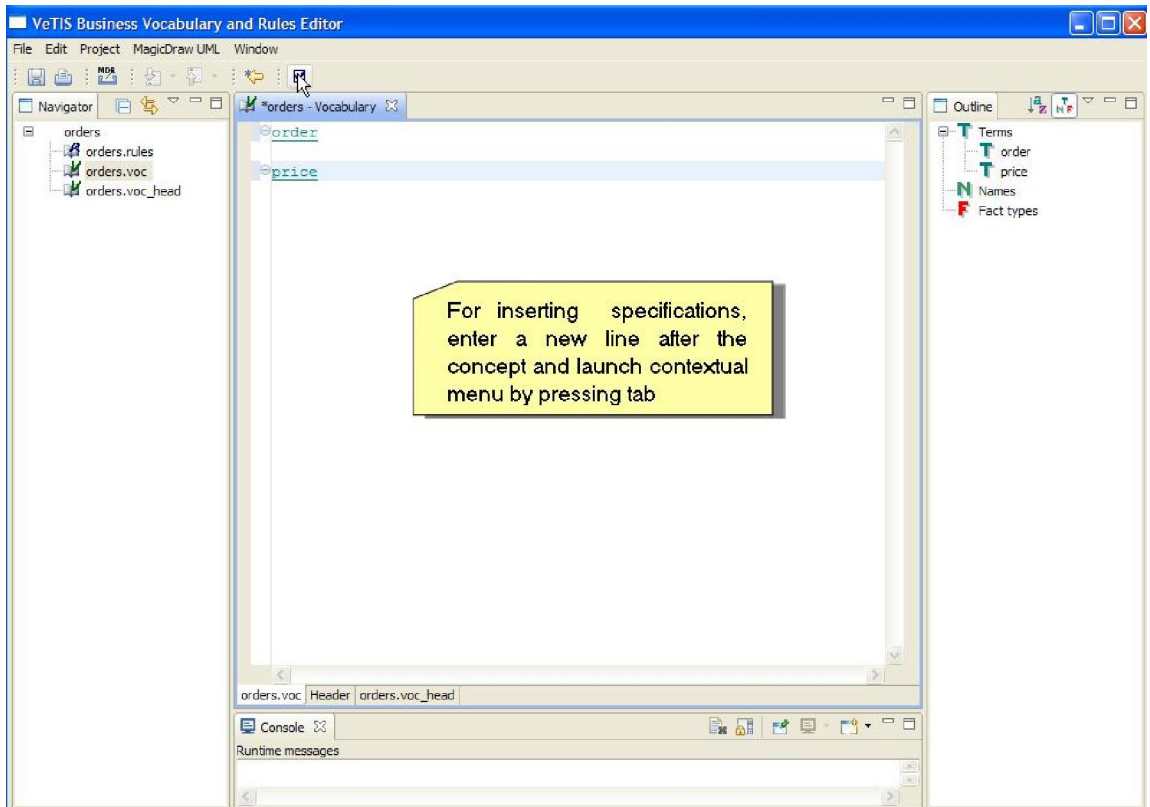 VeTIS Business Vocabulary and Rules Editor
File Edit Project MagicDraw UML Window
MDR
Navigator
orders
orders.rules
orders.voc
orders.voc_head
*orders - Vocabulary
order
price
For inserting specifications,
enter a new line after the
concept and launch contextual
menu by pressing tab
orders.voc Header orders.voc_head
Console
Runtime messages
Outline
T Terms
T order
T price
N Names
F Fact types